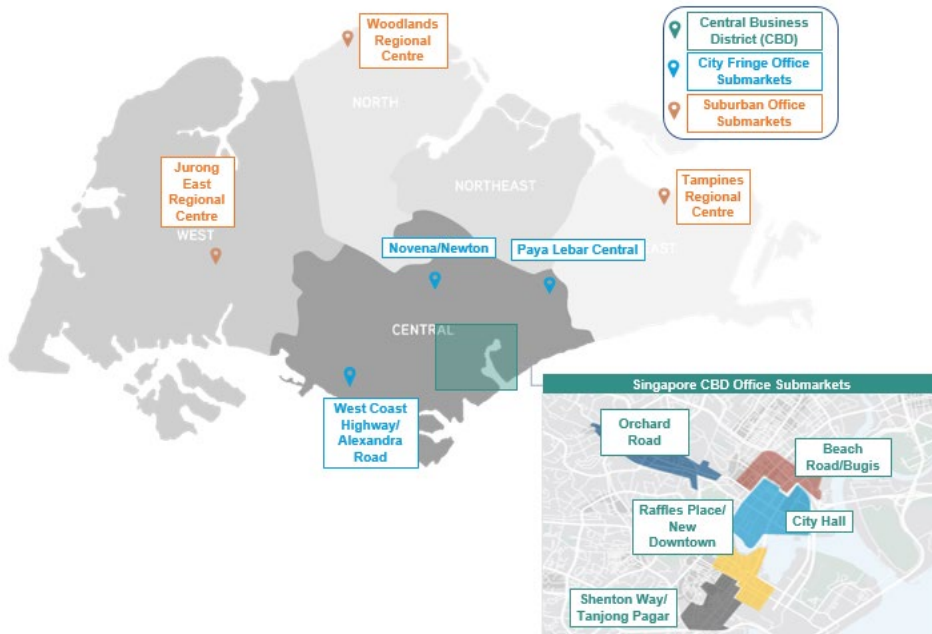 Woodlands
Regional
Centre
Central Business
District (CBD)
City Fringe Office
Submarkets
Suburban Office
Submarkets
NORTH
Jurong
East
Regional
Centre
WEST
NORTHEAST
Tampines
Regional
Centre
Novena/Newton
Paya Lebar Central
CENTRAL
West Coast
Highway/
Alexandra
Road
Singapore CBD Office Submarkets
Orchard
Road
Beach
Road/Bugis
Raffles Place/
New
Downtown
City Hall
Shenton Way/
Tanjong Pagar